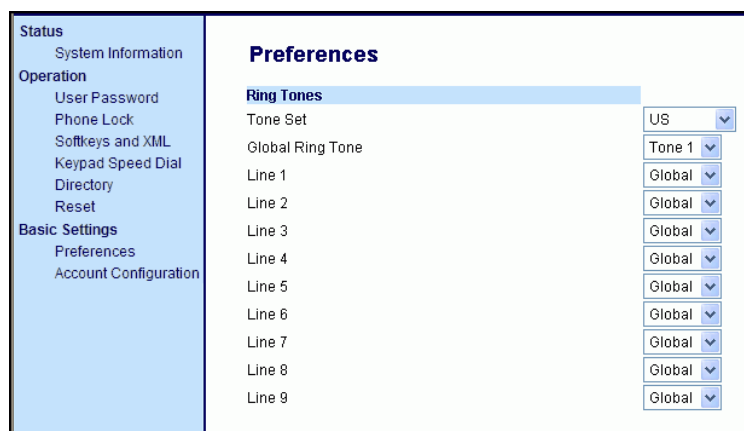 Status
System Information
Operation
User Password
Phone Lock
Softkeys and XML
Keypad Speed Dial
Directory
Reset
Basic Settings
Preferences
Account Configuration
Preferences
Ring Tones
Tone Set US
Global Ring Tone Tone 1
Line 1 Global
Line 2 Global
Line 3 Global
Line 4 Global
Line 5 Global
Line 6 Global
Line 7 Global
Line 8 Global
Line 9 Global